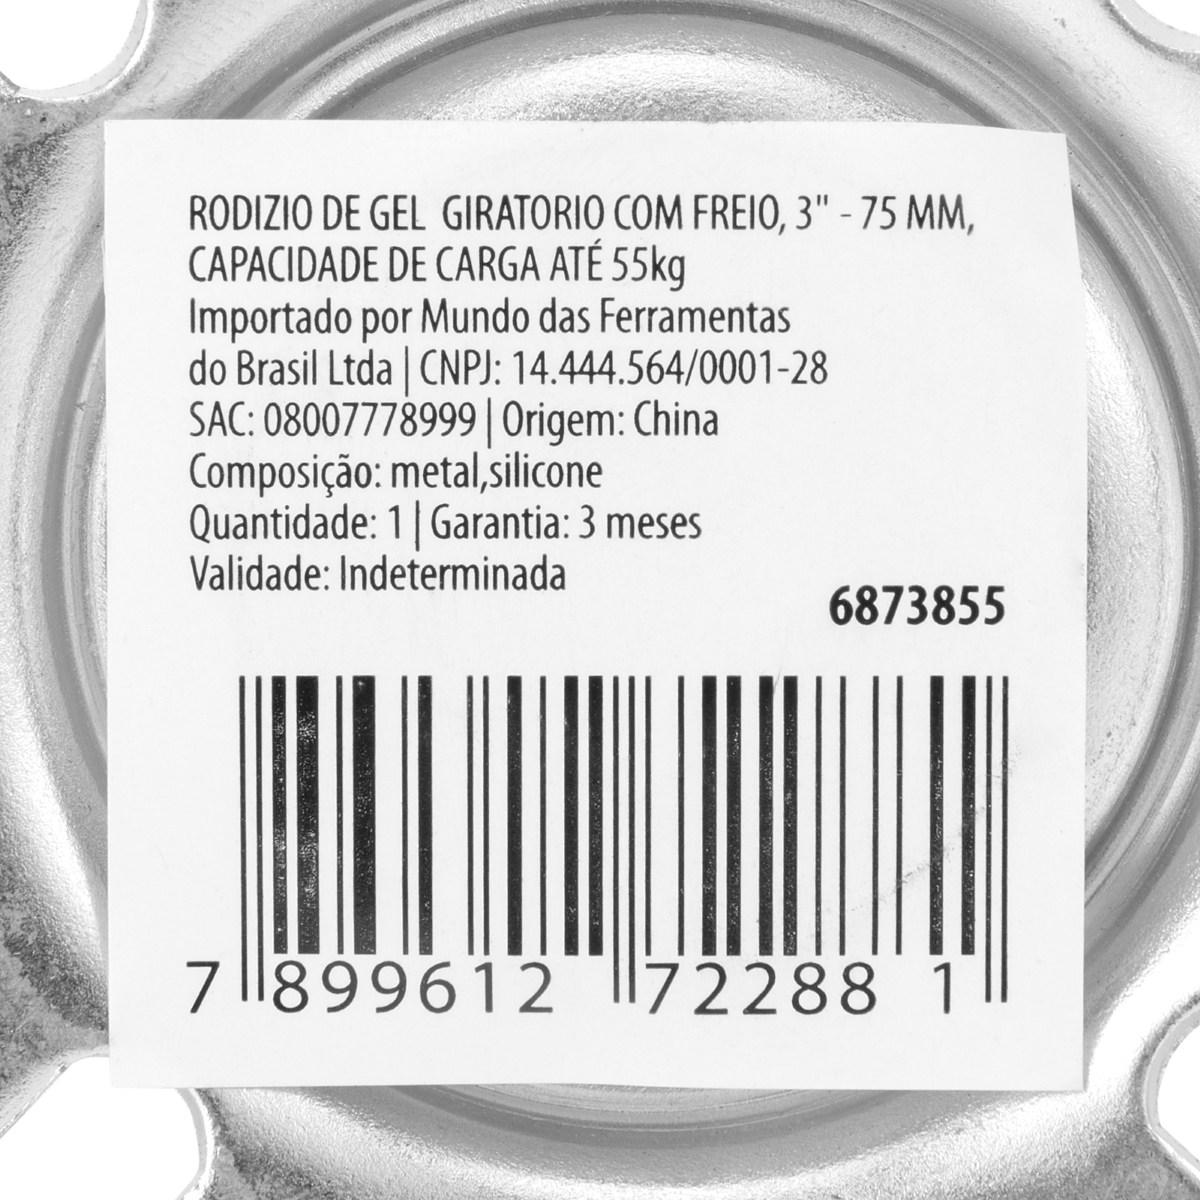 RODIZIO DE GEL  GIRATORIO COM FREIO, 3" - 75 MM,
CAPACIDADE DE CARGA ATÉ 55kg
Importado por Mundo das Ferramentas
do Brasil Ltda | CNPJ: 14.444.564/0001-28
SAC: 08007778999 | Origem: China
Composição: metal,silicone
Quantidade: 1 | Garantia: 3 meses
Validade: Indeterminada
6873855
7 899612 722881